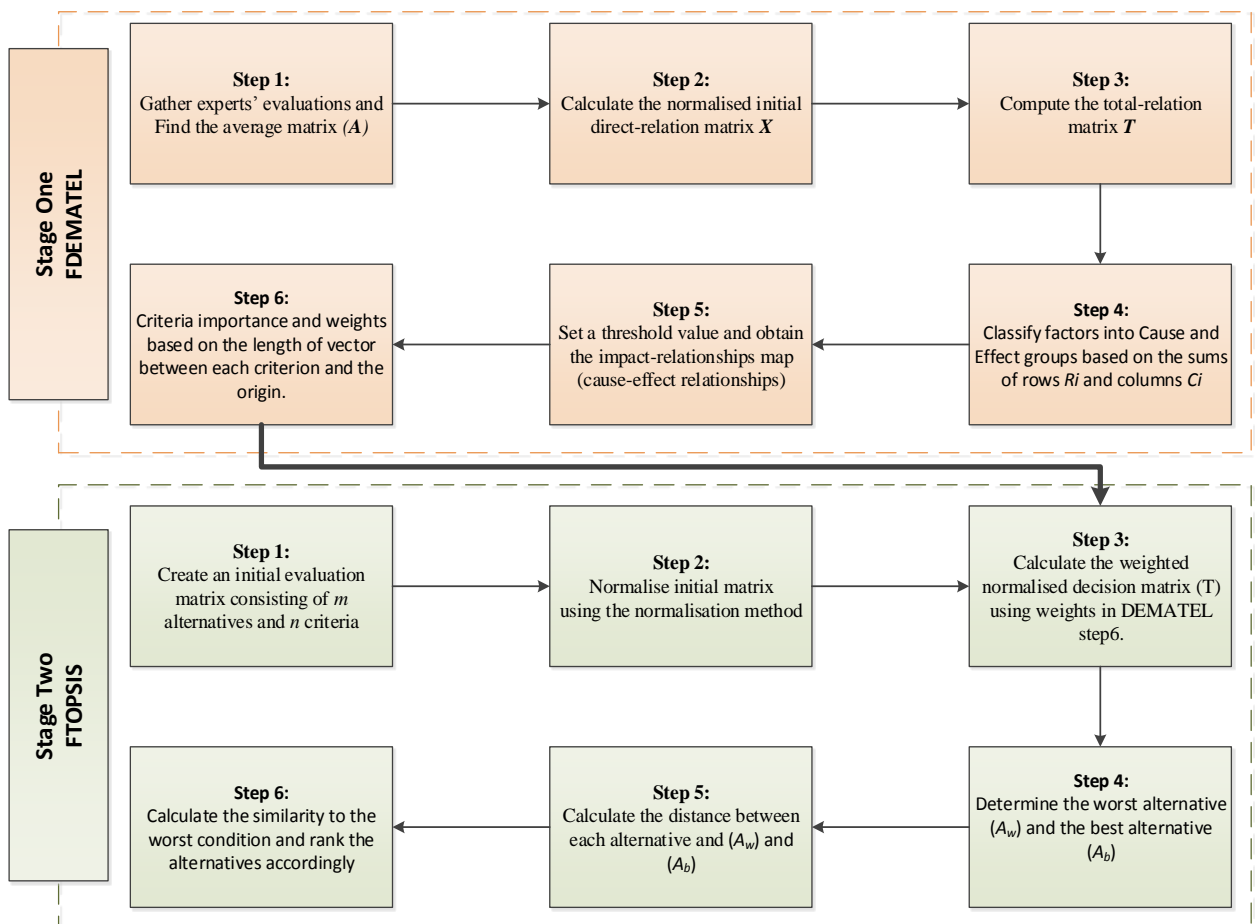 Stage One
FDEMATEL
Step 1:
Gather experts’ evaluations and
Find the average matrix (A)
Step 2:
Calculate the normalised initial
direct-relation matrix X
Step 3:
Compute the total-relation
matrix T
Step 4:
Classify factors into Cause and
Effect groups based on the sums
of rows Ri and columns Ci
Step 5:
Set a threshold value and obtain
the impact-relationships map
(cause-effect relationships)
Step 6:
Criteria importance and weights
based on the length of vector
between each criterion and the
origin.
Stage Two
FTOPSIS
Step 1:
Create an initial evaluation
matrix consisting of m
alternatives and n criteria
Step 2:
Normalise initial matrix
using the normalisation method
Step 3:
Calculate the weighted
normalised decision matrix (T)
using weights in DEMATEL
step6.
Step 4:
Determine the worst alternative
(Aw) and the best alternative
(Ab)
Step 5:
Calculate the distance between
each alternative and (Aw) and
(Ab)
Step 6:
Calculate the similarity to the
worst condition and rank the
alternatives accordingly